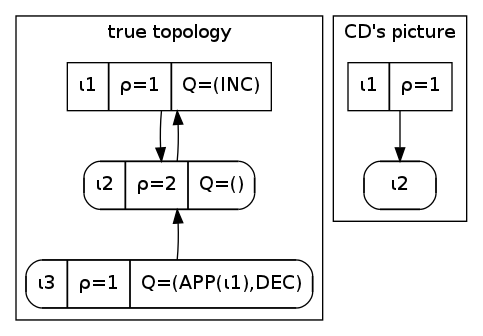 true topology
ι1 ρ=1 Q=(INC)
ι2 ρ=2 Q=()
ι3 ρ=1 Q=(APP(ι1),DEC)
CD's picture
ι1 ρ=1
ι2